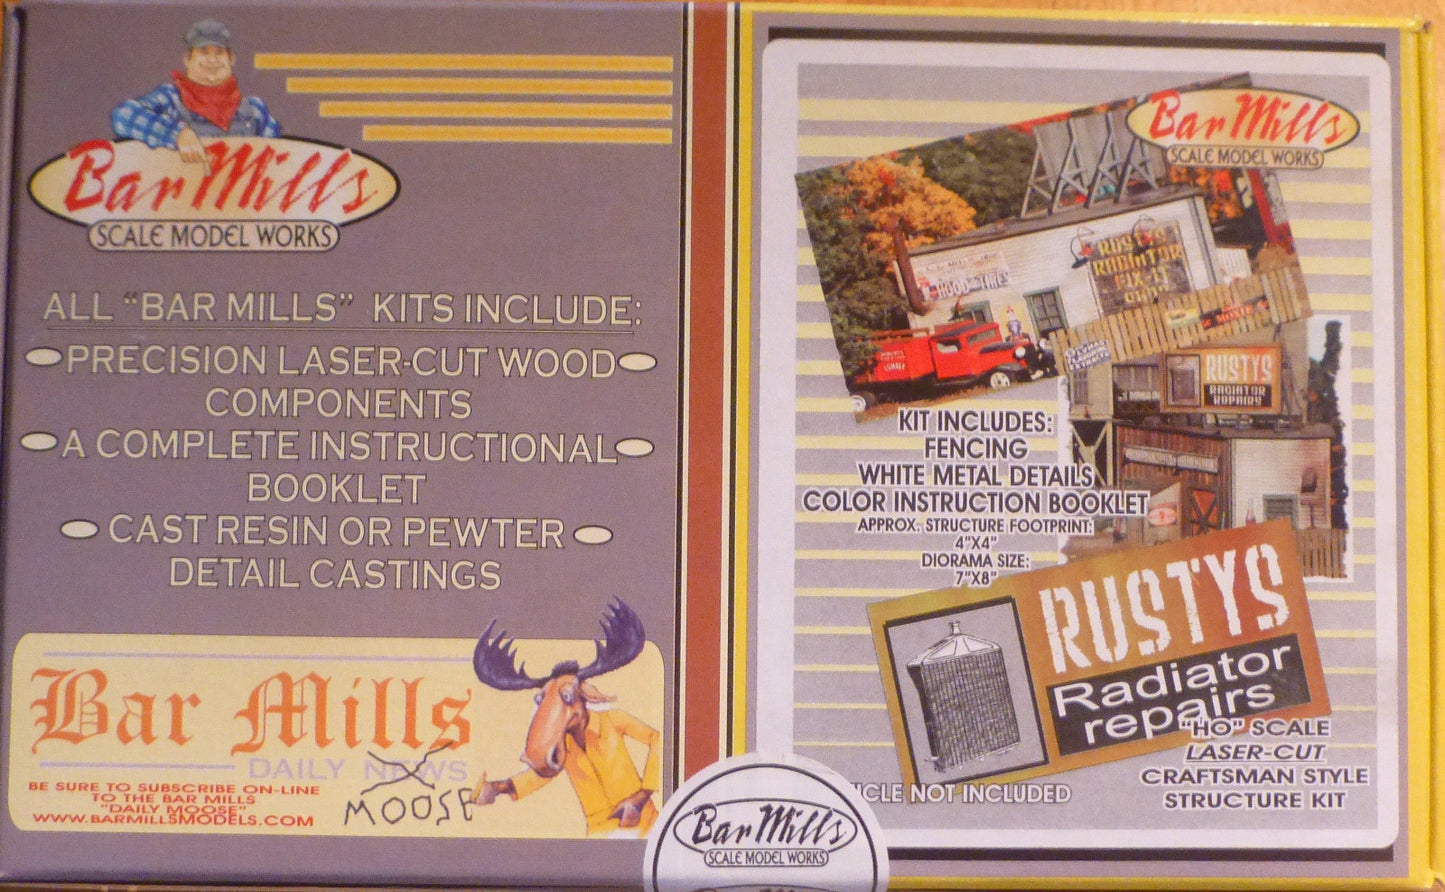 Bar Mills
SCALE MODEL WORKS
ALL "BAR MILLS" KITS INCLUDE:
PRECISION LASER-CUT WOOD
COMPONENTS
A COMPLETE INSTRUCTIONAL
BOOKLET
CAST RESIN OR PEWTER
DETAIL CASTINGS
Bar Mills
DAILY NEWS
MOOSE
BE SURE TO SUBSCRIBE ON-LINE
TO THE BAR MILLS
"DAILY MOOSE"
WWW.BARMILLSMODELS.COM
Bar Mills
SCALE MODEL WORKS
RUSTYS
RADIATOR
FIX-IT
TIRES
KIT INCLUDES:
FENCING
WHITE METAL DETAILS
COLOR INSTRUCTION BOOKLET
APPROX. STRUCTURE FOOTPRINT:
4"X4"
DIORAMA SIZE:
7"X8"
RUSTYS
RADIATOR
REPAIRS
RUSTYS
Radiator
repairs
"HO" SCALE
LASER-CUT
CRAFTSMAN STYLE
STRUCTURE KIT
NOT INCLUDED
Bar Mills
SCALE MODEL WORKS